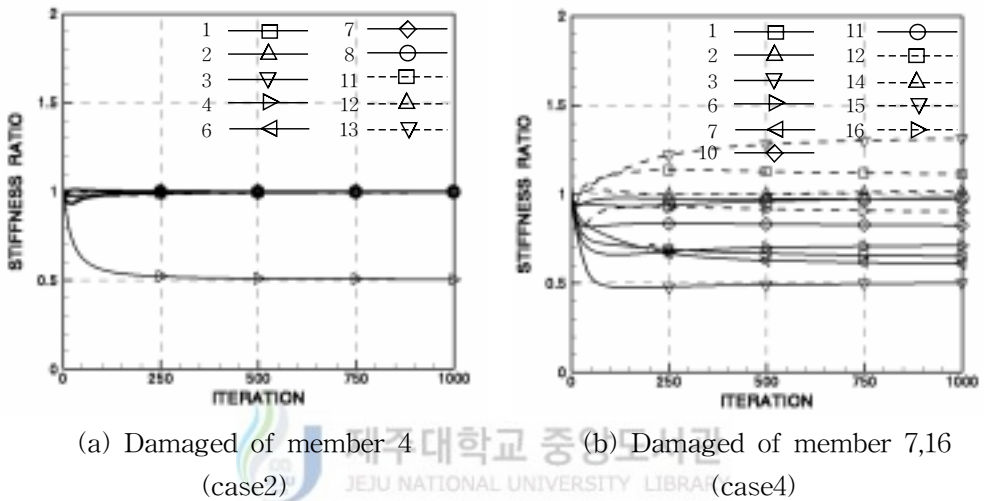 2
1.5
1
0.5
0
STIFFNESS RATIO
0 250 500 750 1000
ITERATION
1
2
3
4
6
7
8
11
12
13
(a) Damaged of member 4
(case2)
2
1.5
1
0.5
0
STIFFNESS RATIO
0 250 500 750 1000
ITERATION
1
2
3
6
7
10
11
12
14
15
16
(b) Damaged of member 7,16
(case4)
제주대학교 중앙도서관
JEJU NATIONAL UNIVERSITY LIBRARY